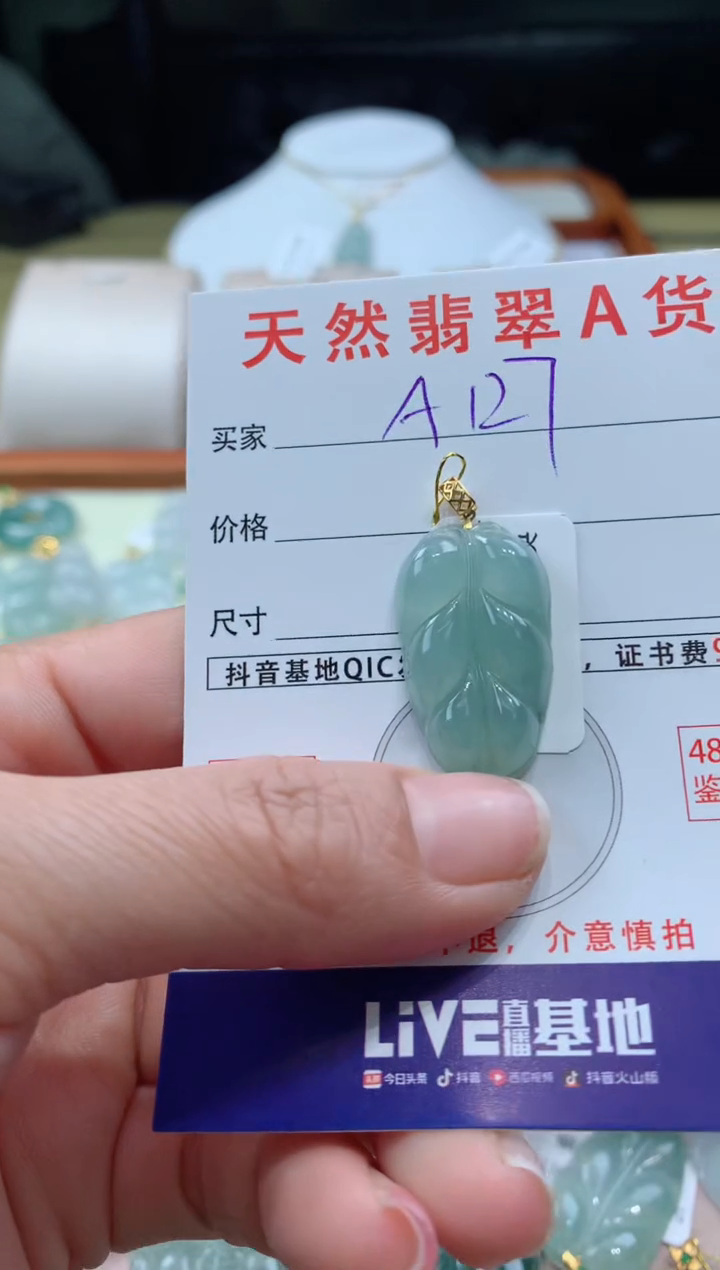 天然翡翠A货
买家 A127
价格
尺寸
抖音基地QIC
，证书费
48
鉴
退，介意慎拍
LiVE直播基地
今日头条 抖音 西瓜视频 抖音火山版